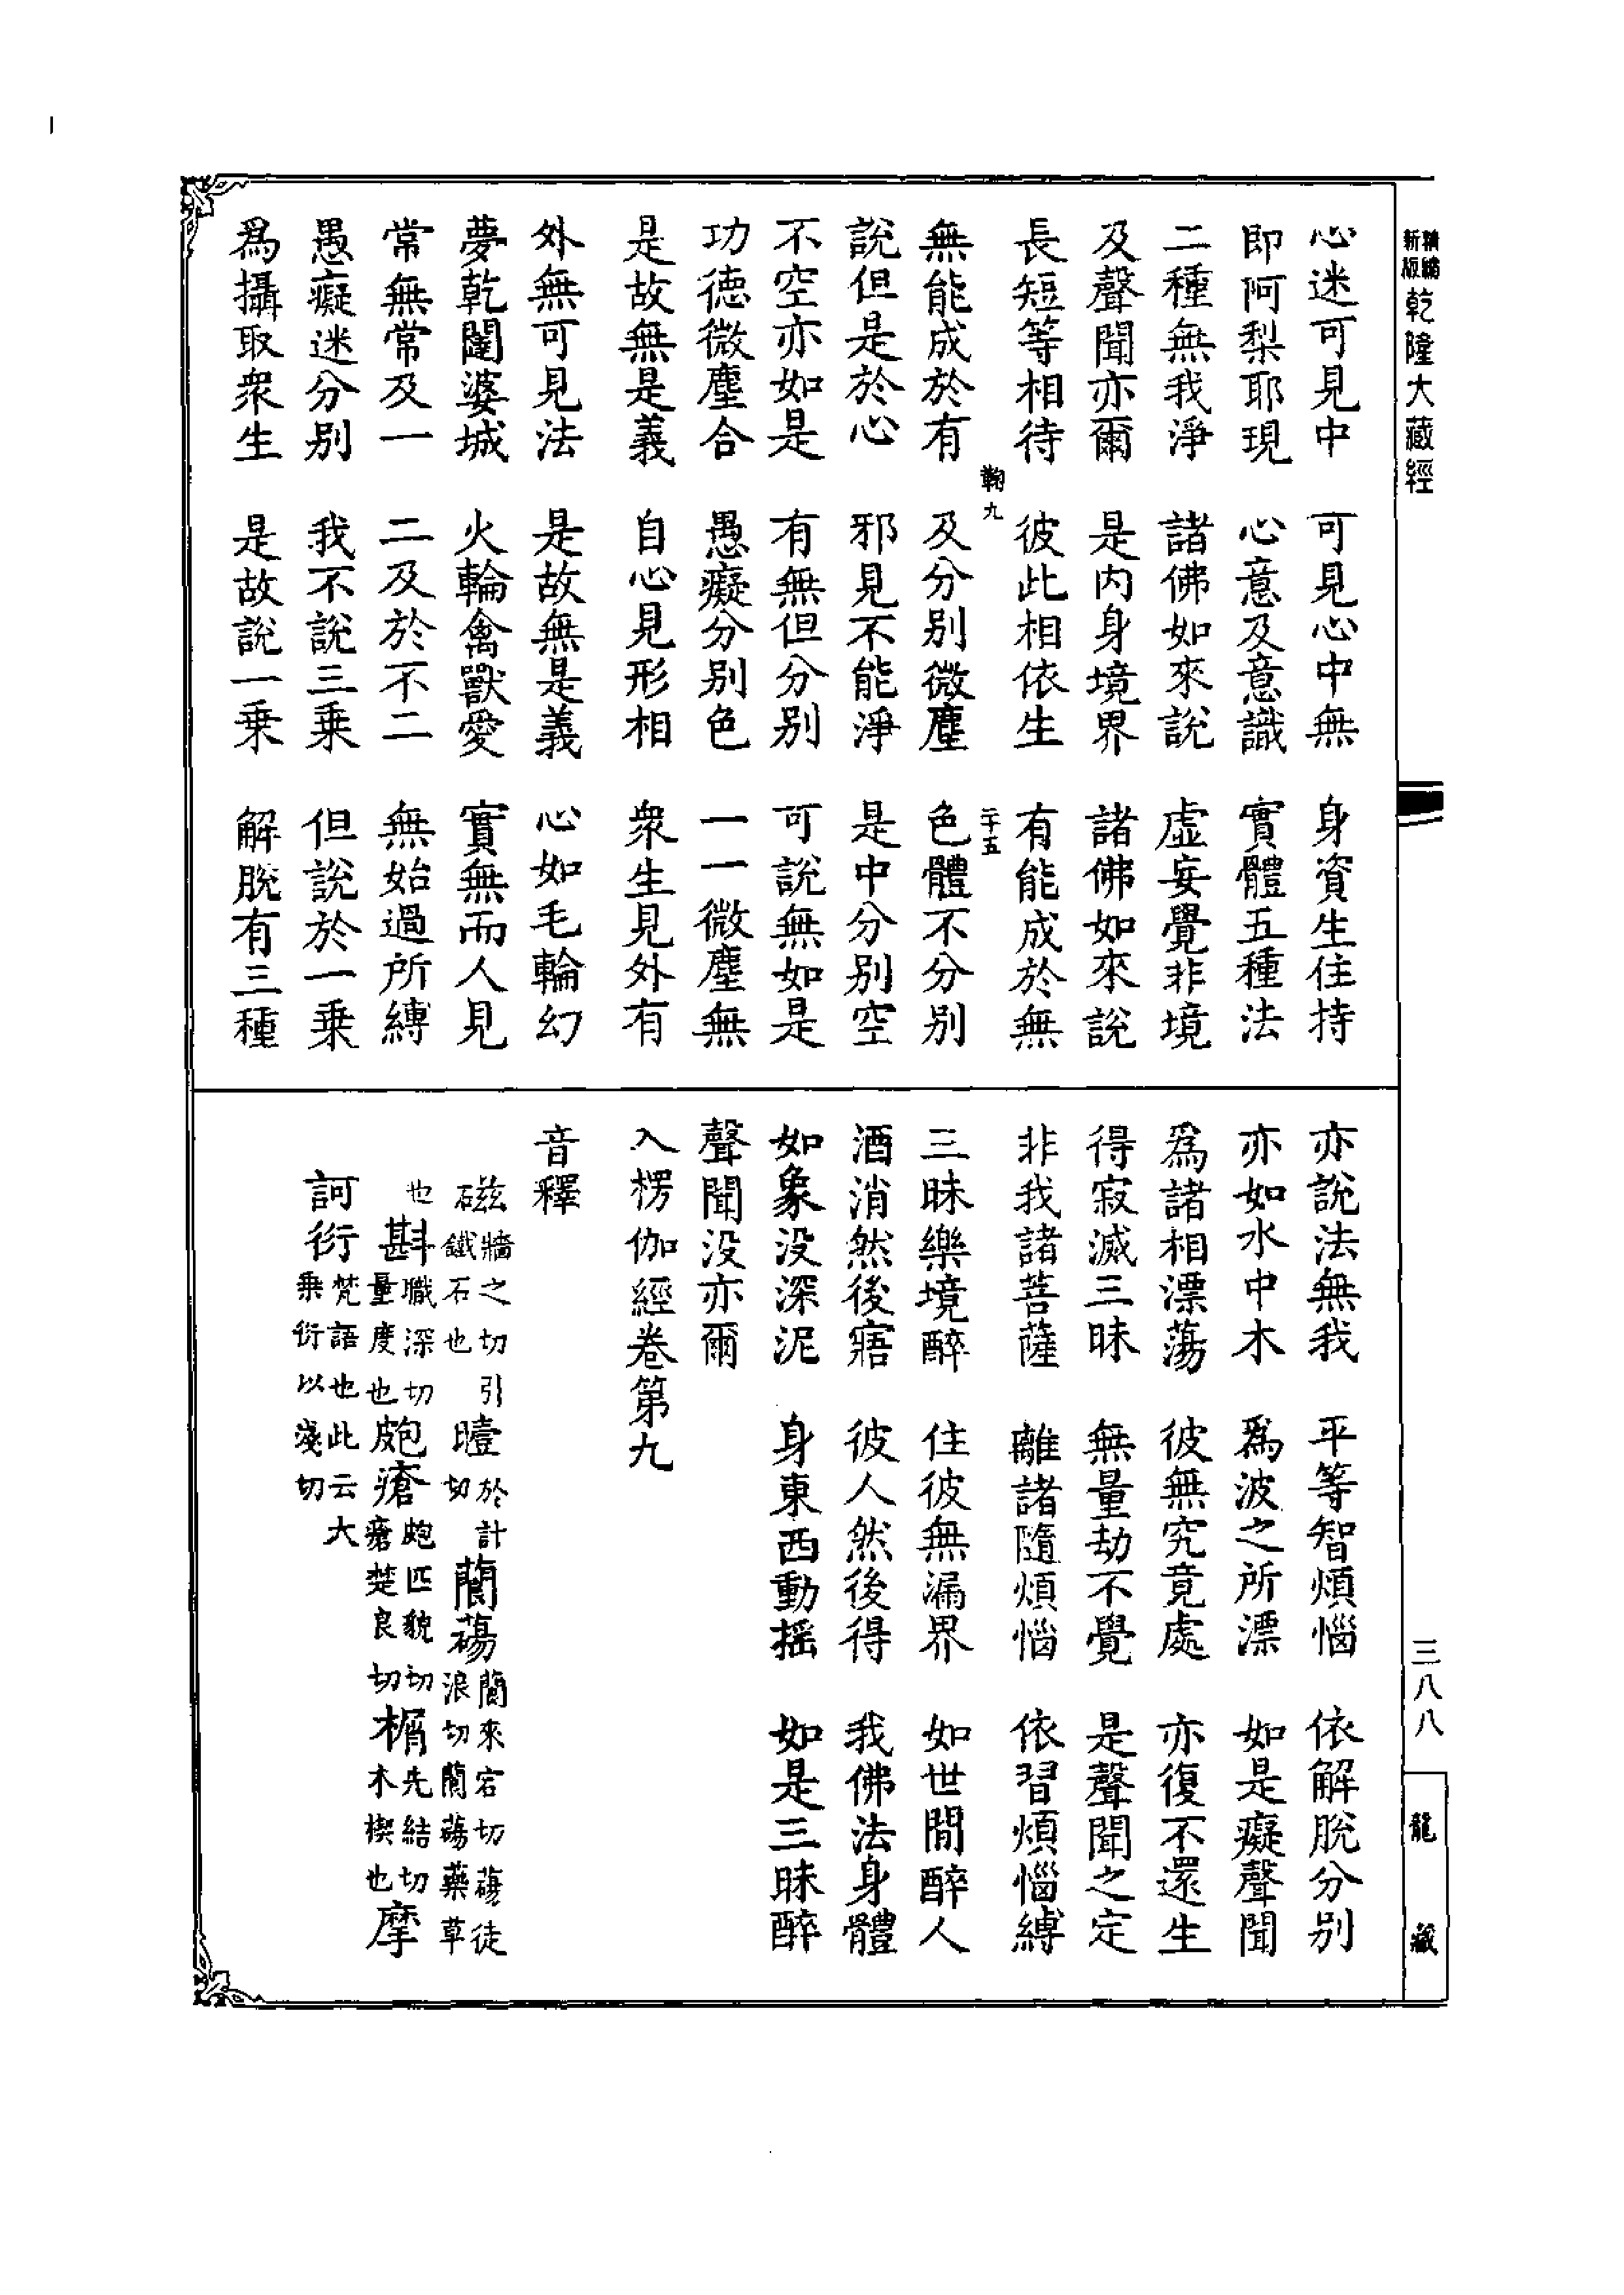 新編縮版乾隆大藏經
心迷可見中 可見心中無 身資生住持
即阿梨耶現 心意及意識 實體五種法
二種無我淨 諸佛如來說 虛妄覺非境
及聲聞亦爾 是內身境界 諸佛如來說
長短等相待 彼此相依生 有能成於無
鞠九 二十五
無能成於有 及分別微塵 色體不分別
說但是於心 邪見不能淨 是中分別空
不空亦如是 有無但分別 可說無如是
功德微塵合 愚癡分別色 一一微塵無
是故無是義 自心見形相 衆生見外有
外無可見法 是故無是義 心如毛輪幻
夢乾闥婆城 火輪禽獸愛 實無而人見
常無常及一 二及於不二 無始過所縛
愚癡迷分別 我不說三乘 但說於一乘
爲攝取衆生 是故說一乘 解脫有三種
亦說法無我 平等智煩惱 依解脫分別
亦如水中木 爲波之所漂 如是癡聲聞
爲諸相漂蕩 彼無究竟處 亦復不還生
得寂滅三昧 無量劫不覺 是聲聞之定
非我諸菩薩 離諸隨煩惱 依習煩惱縛
三昧樂境醉 住彼無漏界 如世間醉人
酒消然後寤 彼人然後得 我佛法身體
如象没深泥 身東西動搖 如是三昧醉
聲聞没亦爾
入楞伽經卷第九
音釋
磁石 牆之切引鐵石也 曀 於計切 蘭蕩 蘭來宕切蕩徒浪切蘭蕩藥草
也 斟 職深切量度也 皰瘡 皰匹貌切瘡楚良切 楔 先結切木楔也 摩
訶衍 梵語也此云大乘衍以淺切
三八八
龍藏